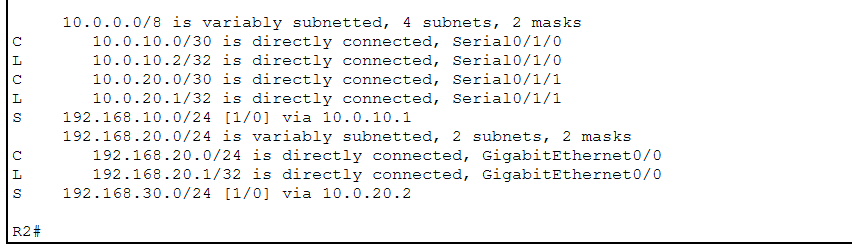 10.0.0.0/8 is variably subnetted, 4 subnets, 2 masks
C 10.0.10.0/30 is directly connected, Serial0/1/0
L 10.0.10.2/32 is directly connected, Serial0/1/0
C 10.0.20.0/30 is directly connected, Serial0/1/1
L 10.0.20.1/32 is directly connected, Serial0/1/1
S 192.168.10.0/24 [1/0] via 10.0.10.1
192.168.20.0/24 is variably subnetted, 2 subnets, 2 masks
C 192.168.20.0/24 is directly connected, GigabitEthernet0/0
L 192.168.20.1/32 is directly connected, GigabitEthernet0/0
S 192.168.30.0/24 [1/0] via 10.0.20.2
R2#